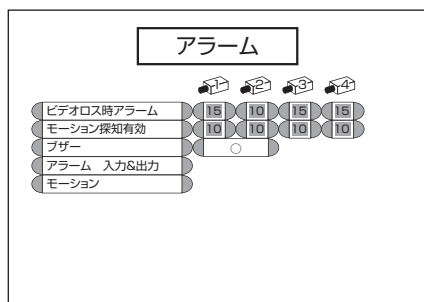 アラーム
1 2 3 4
ビデオロス時アラーム 15 10 15 15
モーション探知有効 10 10 10 10
ブザー ○
アラーム 入力&出力
モーション